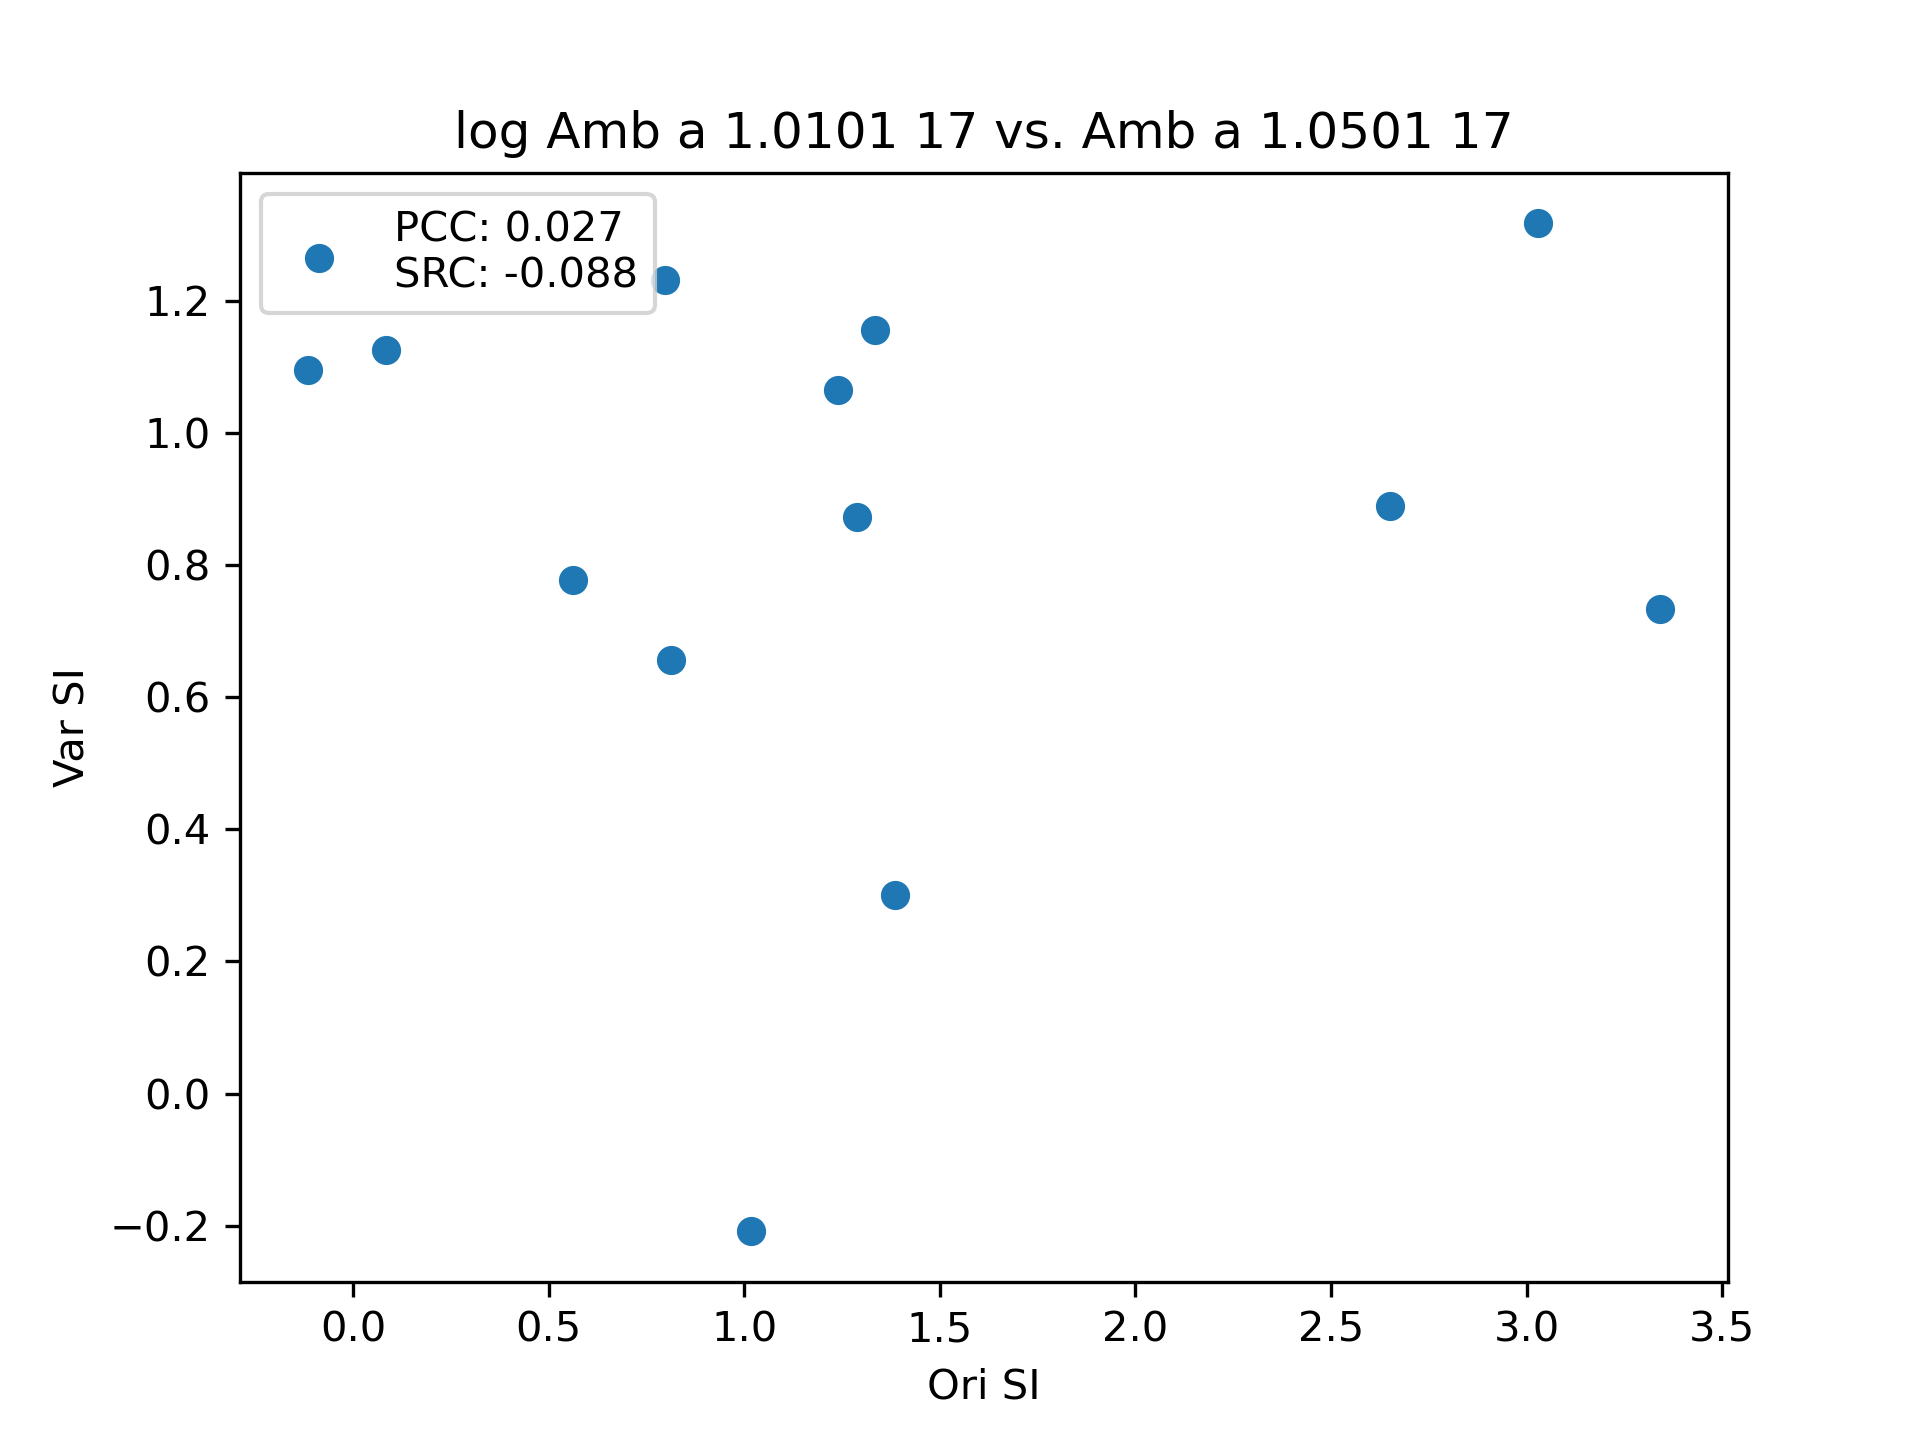 log Amb a 1.0101 17 vs. Amb a 1.0501 17
PCC: 0.027
SRC: -0.088
1.2
1.0
0.8
0.6
0.4
0.2
0.0
−0.2
Var SI
0.0 0.5 1.0 1.5 2.0 2.5 3.0 3.5
Ori SI